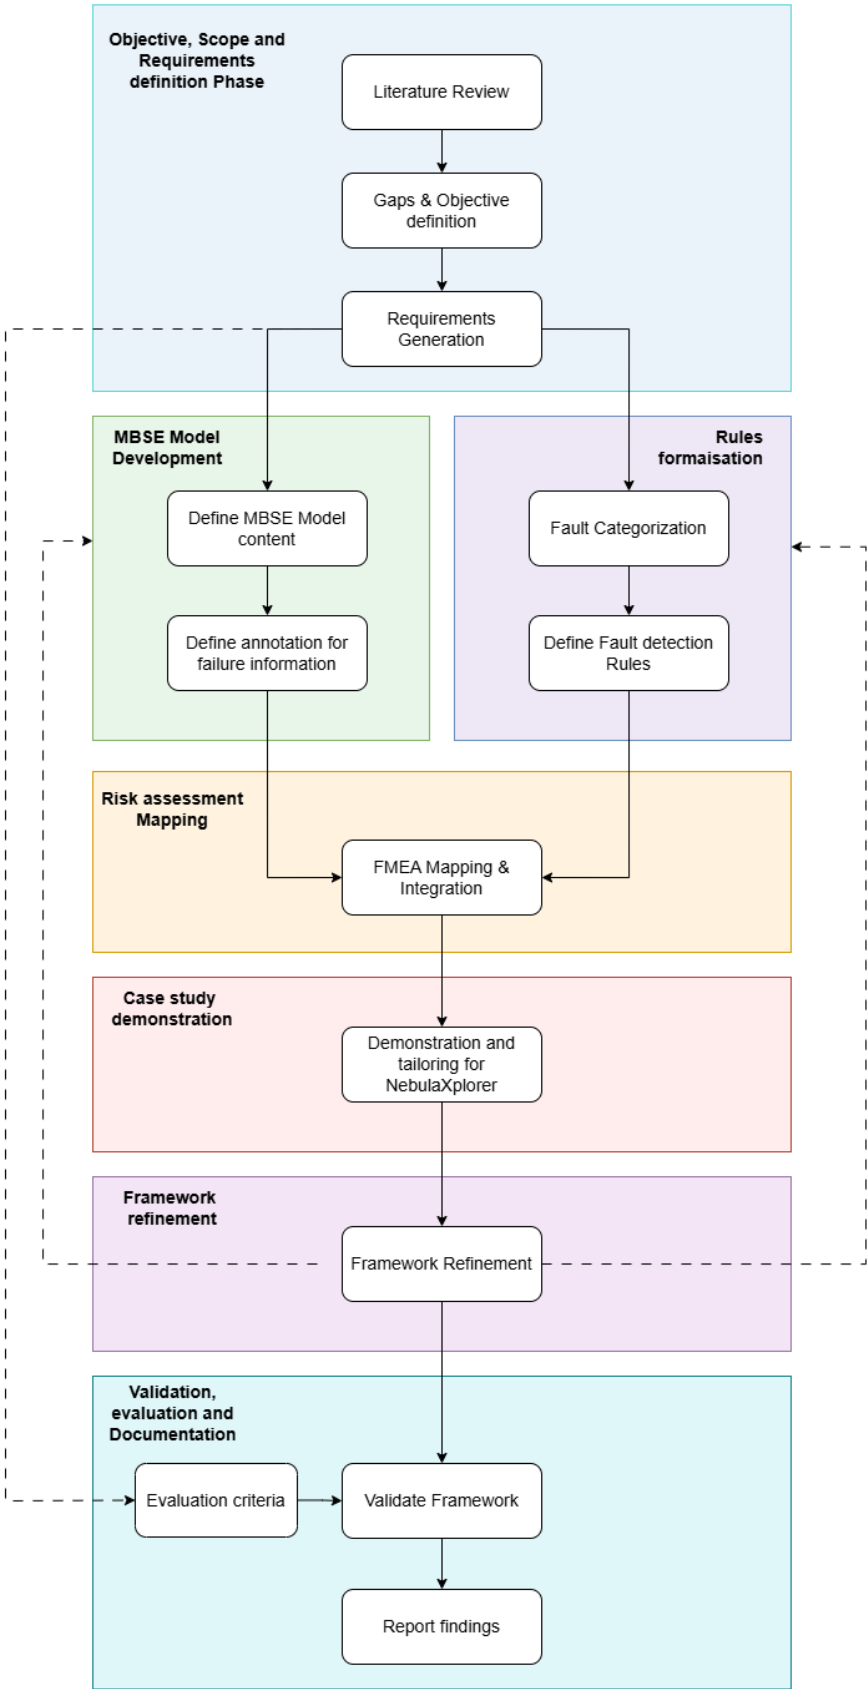 Objective, Scope and
Requirements
definition Phase
Literature Review
Gaps & Objective
definition
Requirements
Generation
MBSE Model
Development
Define MBSE Model
content
Define annotation for
failure information
Rules
formaisation
Fault Categorization
Define Fault detection
Rules
Risk assessment
Mapping
FMEA Mapping &
Integration
Case study
demonstration
Demonstration and
tailoring for
NebulaXplorer
Framework
refinement
Framework Refinement
Validation,
evaluation and
Documentation
Evaluation criteria
Validate Framework
Report findings